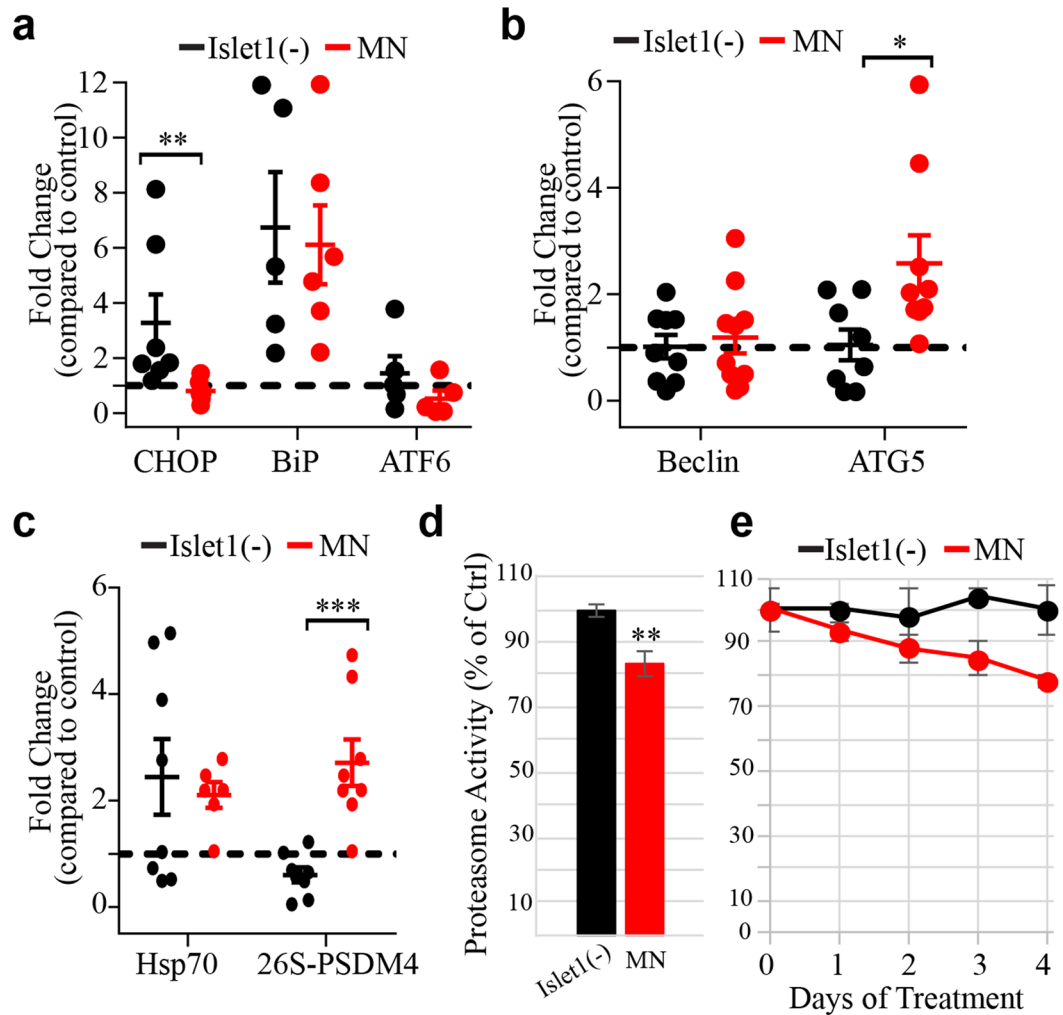 a
Islet1(-) MN
Fold Change
(compared to control)
12
10
8
6
4
2
0
**
CHOP BiP ATF6
b
Islet1(-) MN
Fold Change
(compared to control)
6
4
2
0
*
Beclin ATG5
c
Islet1(-) MN
Fold Change
(compared to control)
6
4
2
0
***
Hsp70 26S-PSDM4
d
Proteasome Activity (% of Ctrl)
110
90
70
50
30
10
**
Islet1(-) MN
e
Islet1(-) MN
110
90
70
50
30
10
0
0 1 2 3 4
Days of Treatment